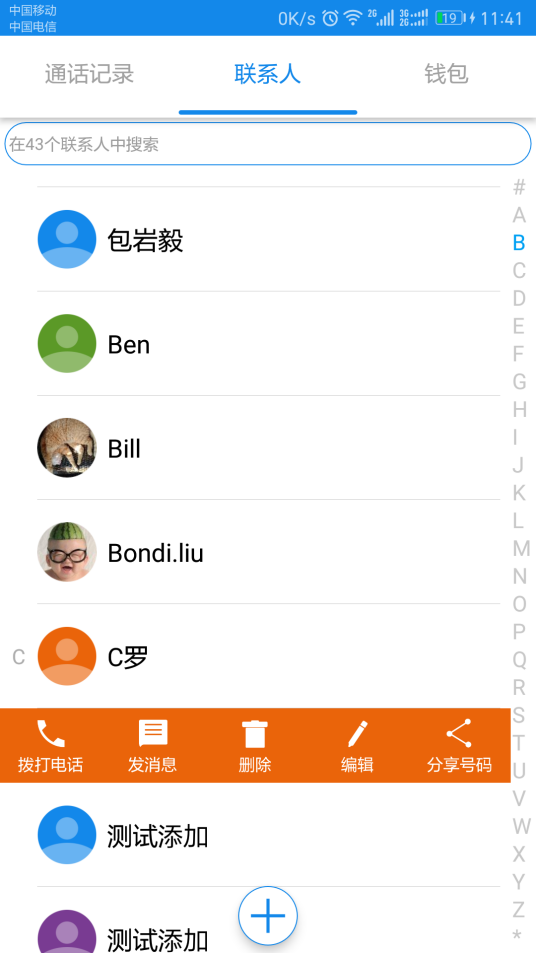 中国移动
中国电信
0K/s 2G 3G 2G 19 11:41
通话记录 联系人 钱包
在43个联系人中搜索
包岩毅
Ben
Bill
Bondi.liu
C C罗
拨打电话 发消息 删除 编辑 分享号码
测试添加
测试添加
#
A
B
C
D
E
F
G
H
I
J
K
L
M
N
O
P
Q
R
S
T
U
V
W
X
Y
Z
*